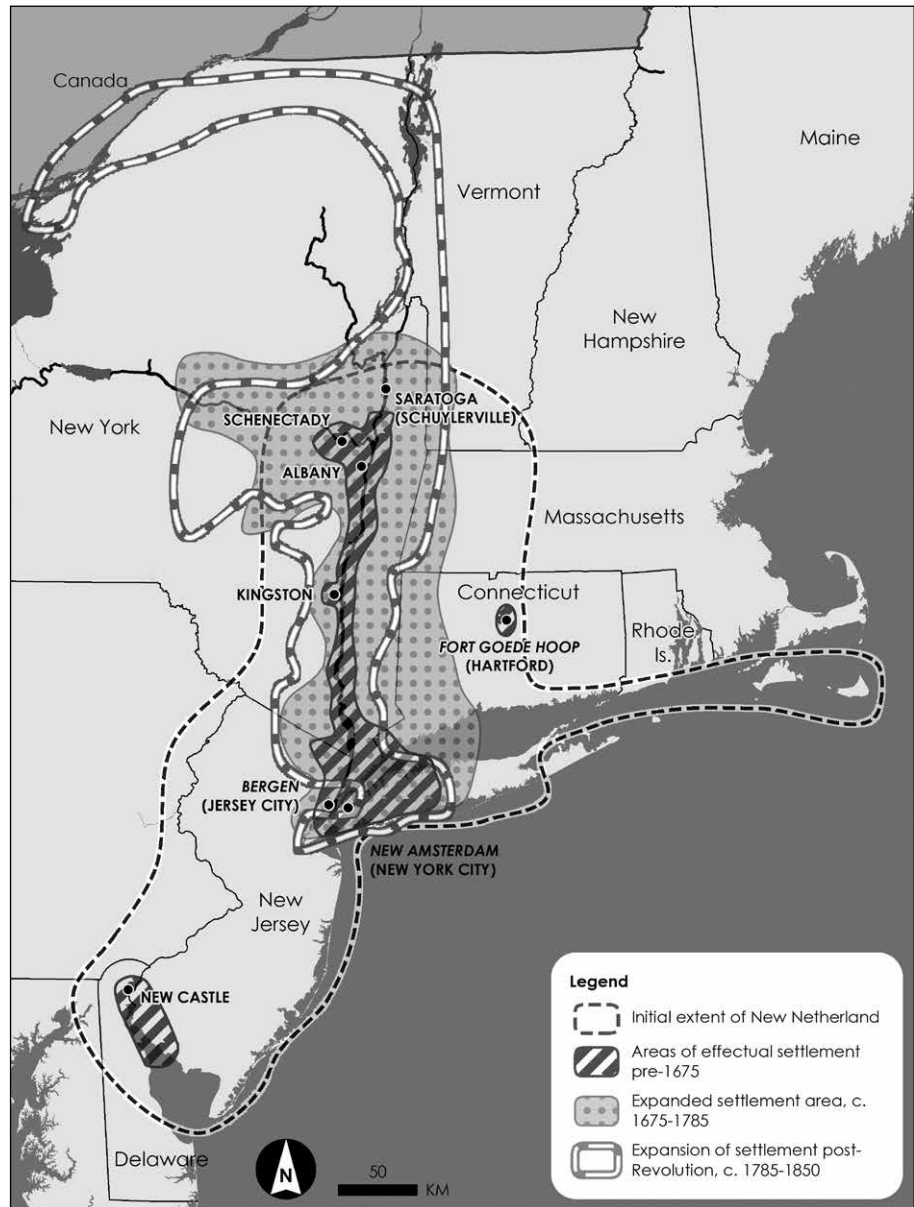 Canada
Maine
Vermont
New
Hampshire
New York
SARATOGA
(SCHUYLERVILLE)
SCHENECTADY
ALBANY
Massachusetts
KINGSTON
Connecticut
Rhode
Is.
FORT GOEDE HOOP
(HARTFORD)
BERGEN
(JERSEY CITY)
NEW AMSTERDAM
(NEW YORK CITY)
New
Jersey
NEW CASTLE
Delaware
N
50
KM
Legend
Initial extent of New Netherland
Areas of effectual settlement
pre-1675
Expanded settlement area, c.
1675-1785
Expansion of settlement post-
Revolution, c. 1785-1850